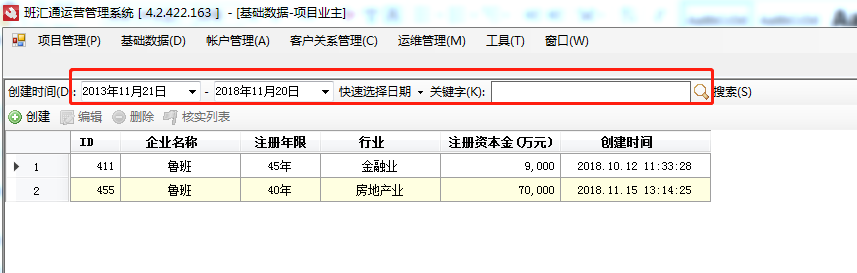 班汇通运营管理系统 [ 4.2.422.163 ] - [基础数据-项目业主]
项目管理(P) 基础数据(D) 帐户管理(A) 客户关系管理(C) 运维管理(M) 工具(T) 窗口(W)
创建时间(D): 2013年11月21日 - 2018年11月20日 快速选择日期 关键字(K): 搜索(S)
创建 编辑 删除 核实列表
ID 企业名称 注册年限 行业 注册资本金(万元) 创建时间
1 411 鲁班 45年 金融业 9,000 2018.10.12 11:33:28
2 455 鲁班 40年 房地产业 70,000 2018.11.15 13:14:25